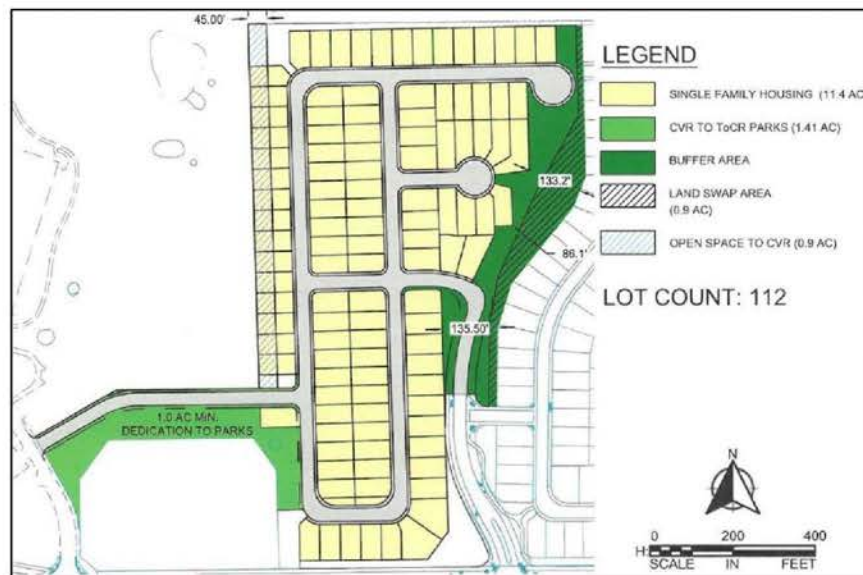 45.00'
LEGEND
SINGLE FAMILY HOUSING (11.4 AC
CVR TO ToCR PARKS (1.41 AC)
BUFFER AREA
LAND SWAP AREA
(0.9 AC)
OPEN SPACE TO CVR (0.9 AC)
LOT COUNT: 112
133.2'
86.1'
135.50'
1.0 AC MIN.
DEDICATION TO PARKS
N
0 200 400
H:
SCALE IN FEET